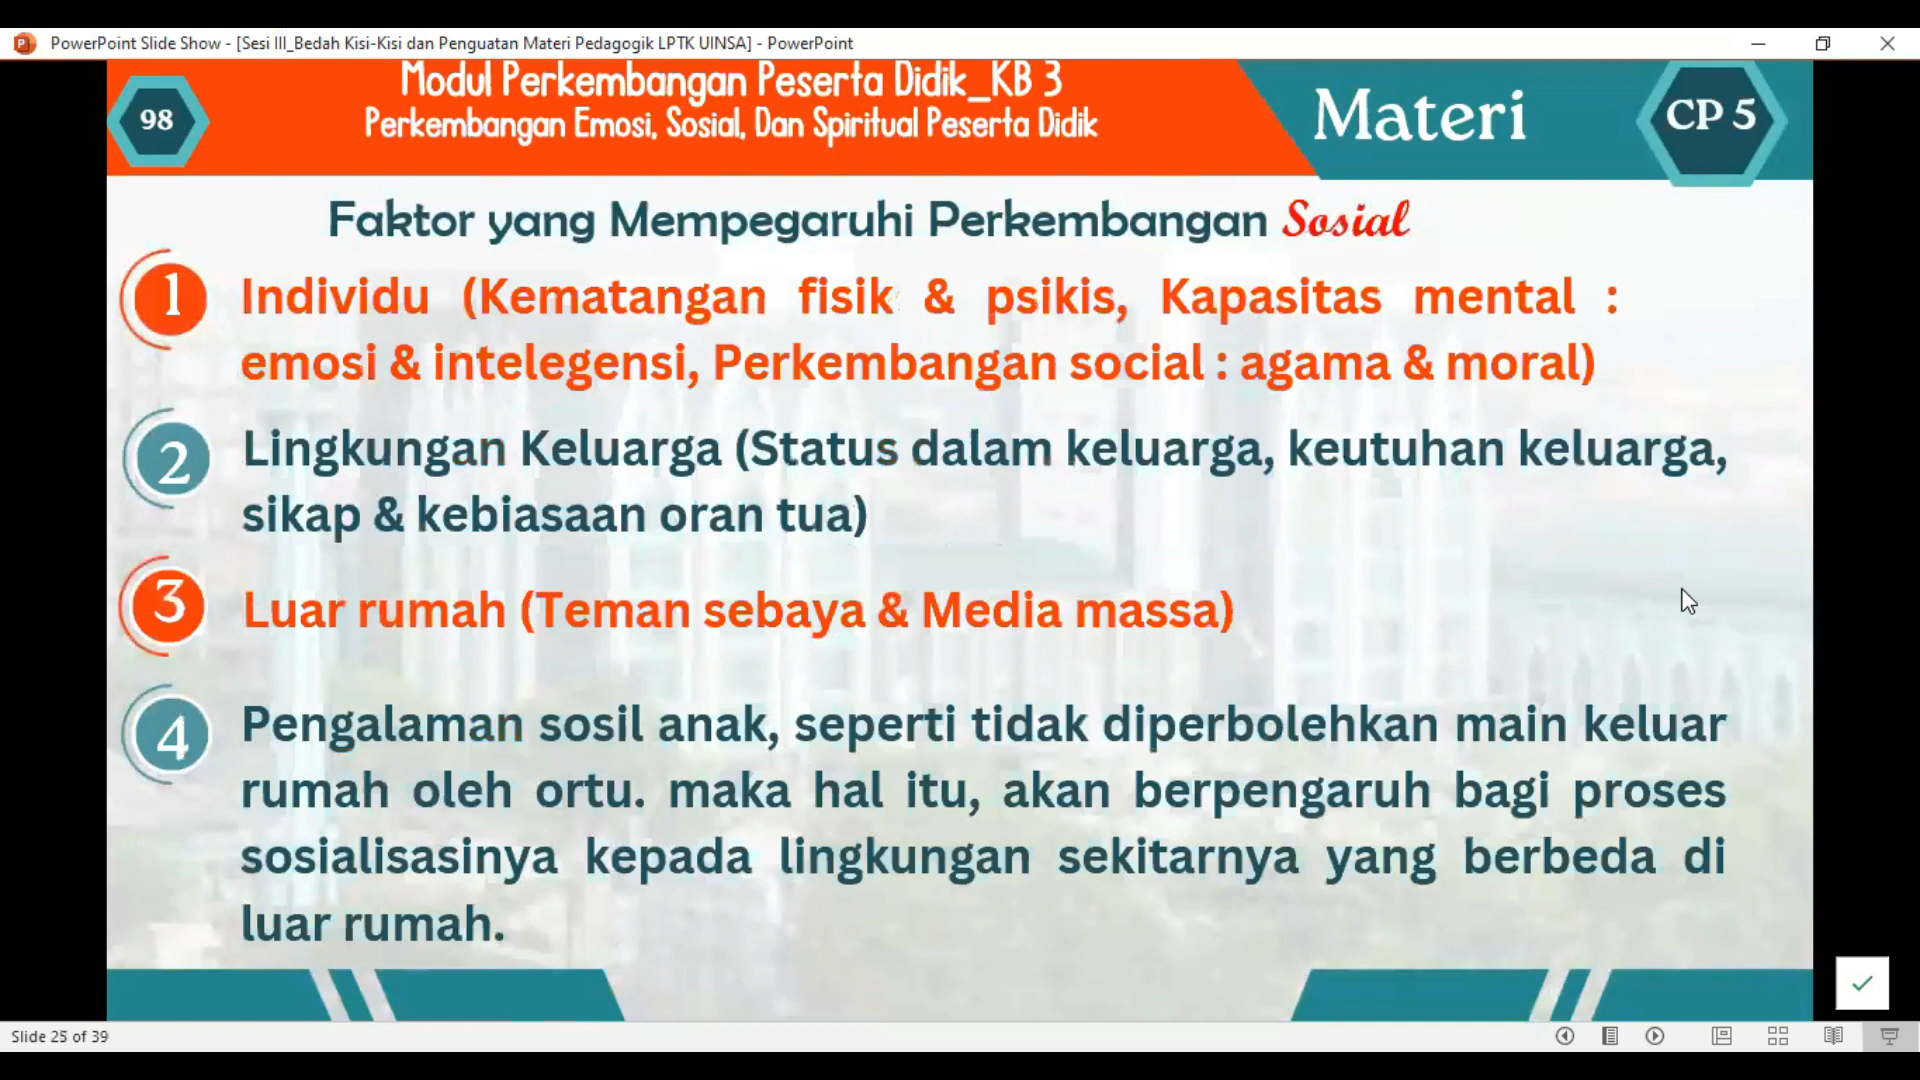 PowerPoint Slide Show - [Sesi III_Bedah Kisi-Kisi dan Penguatan Materi Pedagogik LPTK UINSA] - PowerPoint
98
Modul Perkembangan Peserta Didik_KB 3
Perkembangan Emosi, Sosial, Dan Spiritual Peserta Didik
Materi
CP 5
Faktor yang Mempegaruhi Perkembangan Sosial
1
Individu (Kematangan fisik & psikis, Kapasitas mental :
emosi & intelegensi, Perkembangan social : agama & moral)
2
Lingkungan Keluarga (Status dalam keluarga, keutuhan keluarga,
sikap & kebiasaan oran tua)
3
Luar rumah (Teman sebaya & Media massa)
4
Pengalaman sosil anak, seperti tidak diperbolehkan main keluar
rumah oleh ortu. maka hal itu, akan berpengaruh bagi proses
sosialisasinya kepada lingkungan sekitarnya yang berbeda di
luar rumah.
Slide 25 of 39